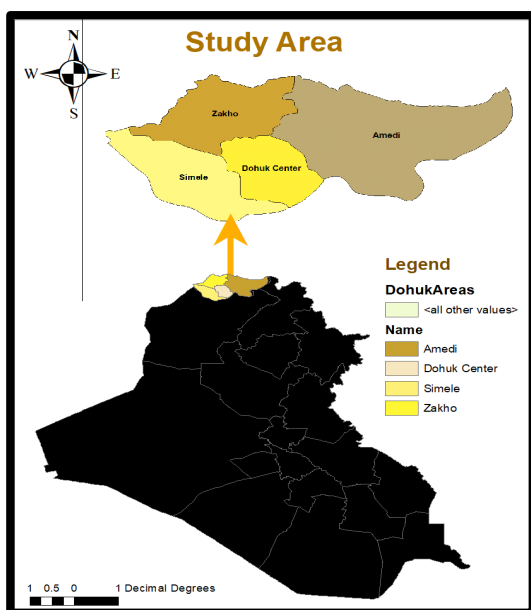 Study Area
N
W E
S
Zakho
Amedi
Simele
Dohuk Center
Legend
DohukAreas
<all other values>
Name
Amedi
Dohuk Center
Simele
Zakho
1 0.5 0 1 Decimal Degrees